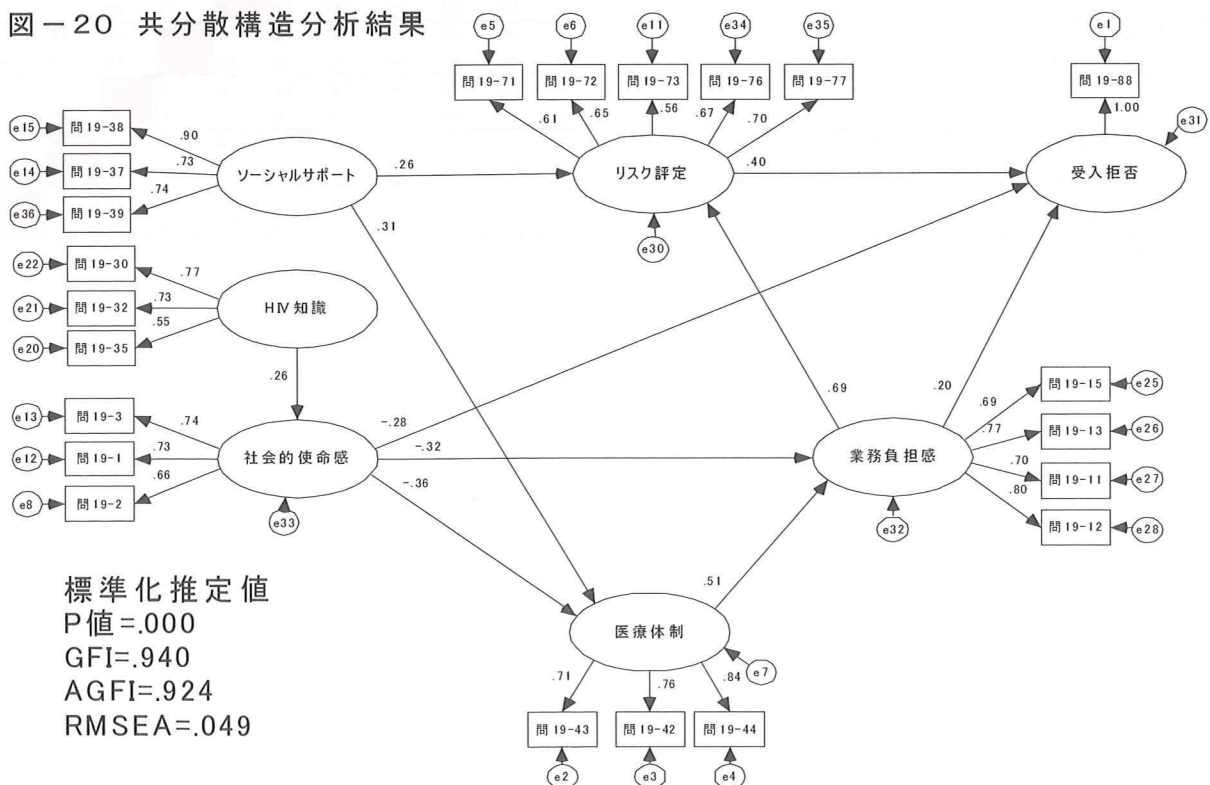 図－20 共分散構造分析結果
e5
e6
e11
e34
e35
e1
問19-71
問19-72
問19-73
問19-76
問19-77
問19-88
.61
.65
.56
.67
.70
1.00
e31
e15
問19-38
.90
e14
問19-37
.73
e36
問19-39
.74
ソーシャルサポート
.26
リスク評定
.40
受入拒否
.31
e30
e22
問19-30
.77
e21
問19-32
.73
e20
問19-35
.55
HIV知識
.26
.69
.20
e13
問19-3
.74
e12
問19-1
.73
e8
問19-2
.66
社会的使命感
-.28
-.32
-.36
e33
業務負担感
e32
.69
問19-15
e25
.77
問19-13
e26
.70
問19-11
e27
.80
問19-12
e28
.51
医療体制
e7
.71
.76
.84
問19-43
問19-42
問19-44
e2
e3
e4
標準化推定値
P値=.000
GFI=.940
AGFI=.924
RMSEA=.049